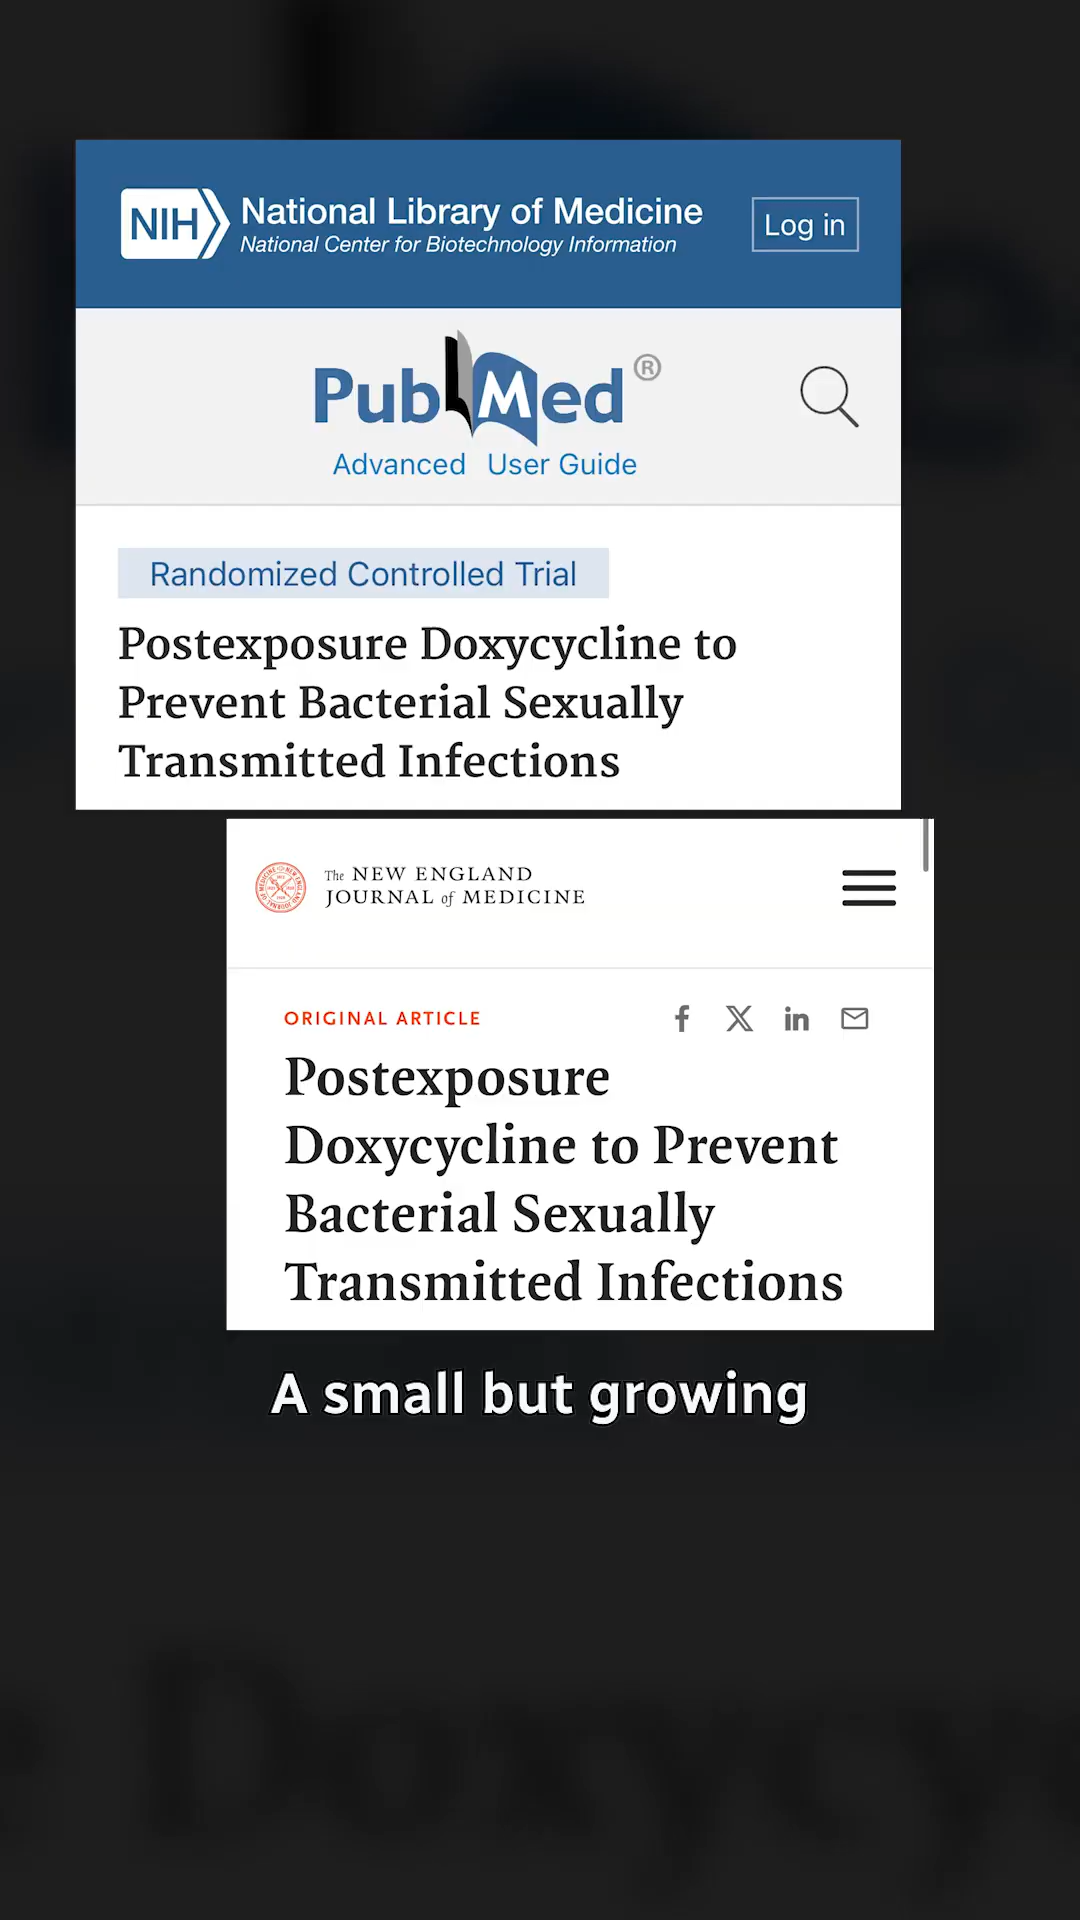 NIH
National Library of Medicine
National Center for Biotechnology Information
Log in
PubMed®
Advanced User Guide
Randomized Controlled Trial
Postexposure Doxycycline to
Prevent Bacterial Sexually
Transmitted Infections
The NEW ENGLAND
JOURNAL of MEDICINE
ORIGINAL ARTICLE
Postexposure
Doxycycline to Prevent
Bacterial Sexually
Transmitted Infections
A small but growing